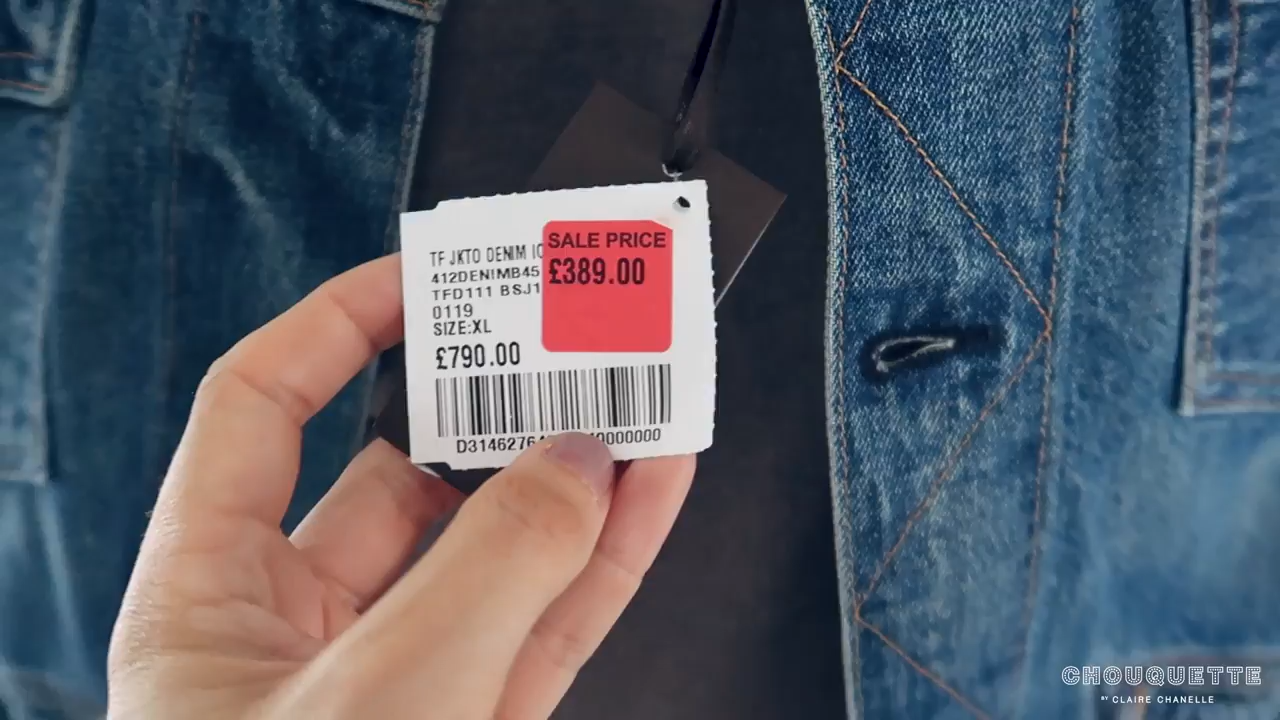 SALE PRICE
£389.00
TF JKTO DENIM
412DENIMB45
TFD111 BSJ1
0119
SIZE:XL
£790.00
CHOUQUETTE
BY CLAIRE CHANELLE